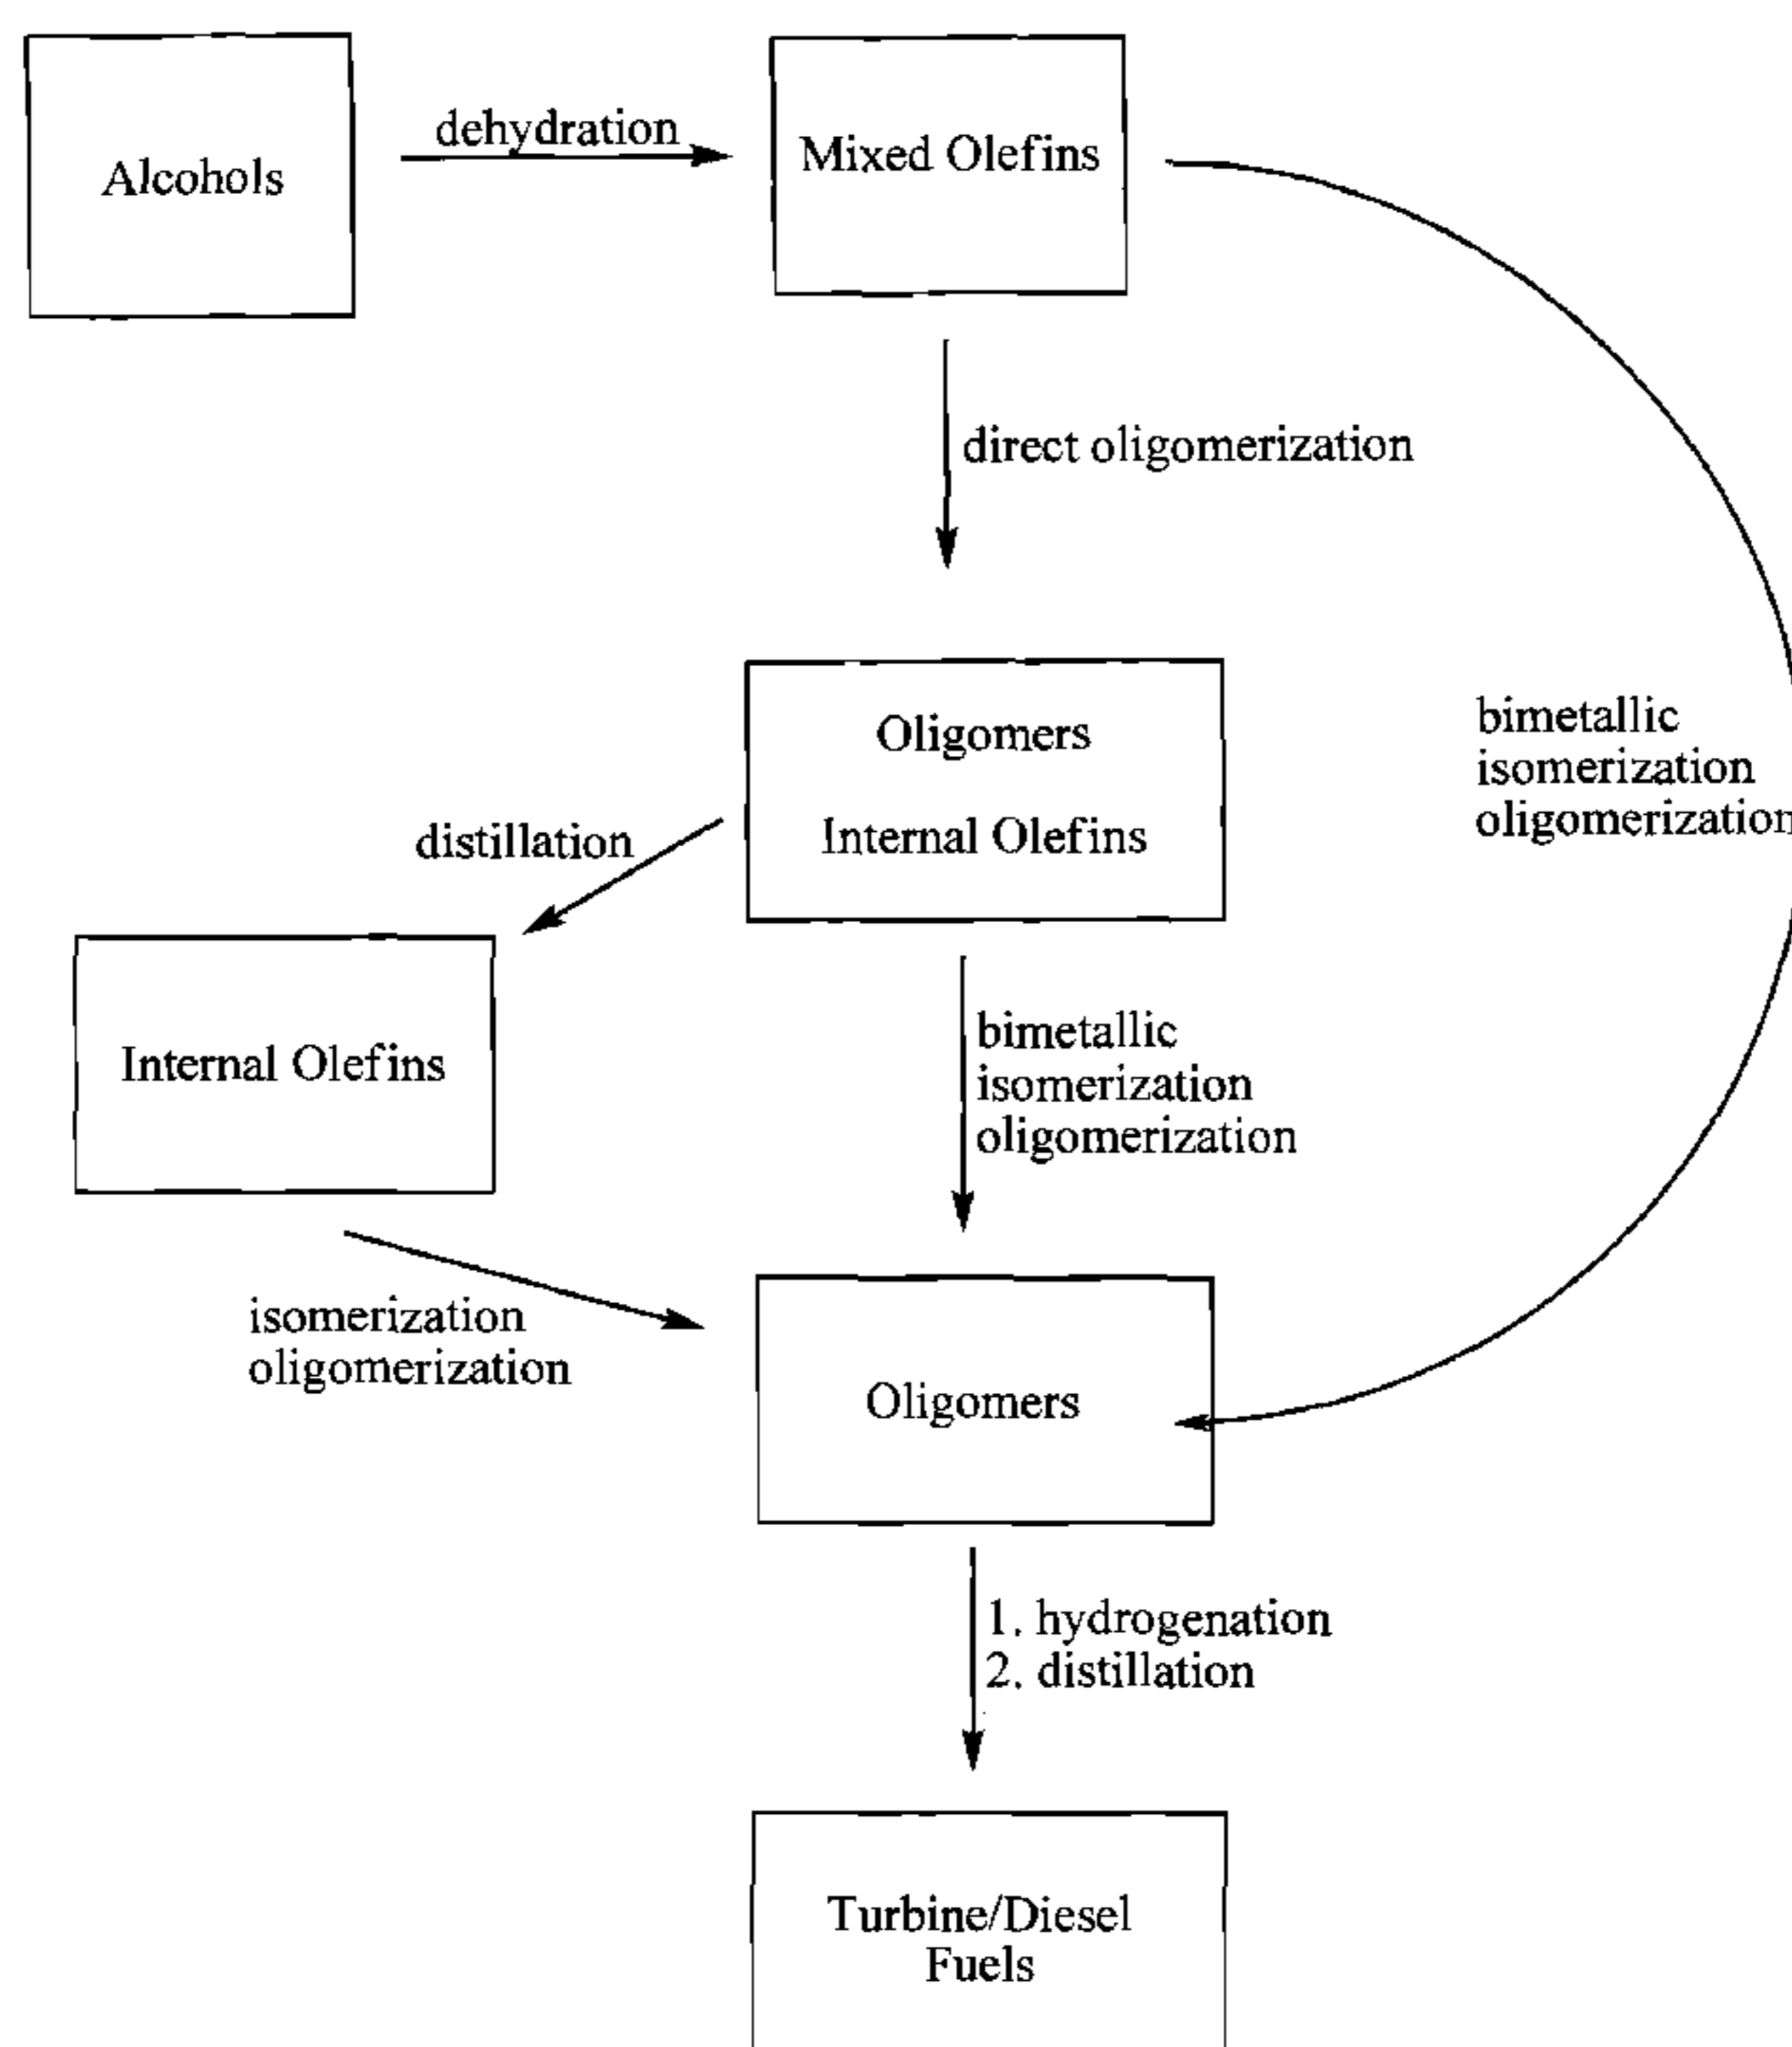 Alcohols
dehydration
Mixed Olefins
direct oligomerization
Oligomers
Internal Olefins
bimetallic
isomerization
oligomerization
distillation
Internal Olefins
bimetallic
isomerization
oligomerization
isomerization
oligomerization
Oligomers
1. hydrogenation
2. distillation
Turbine/Diesel
Fuels